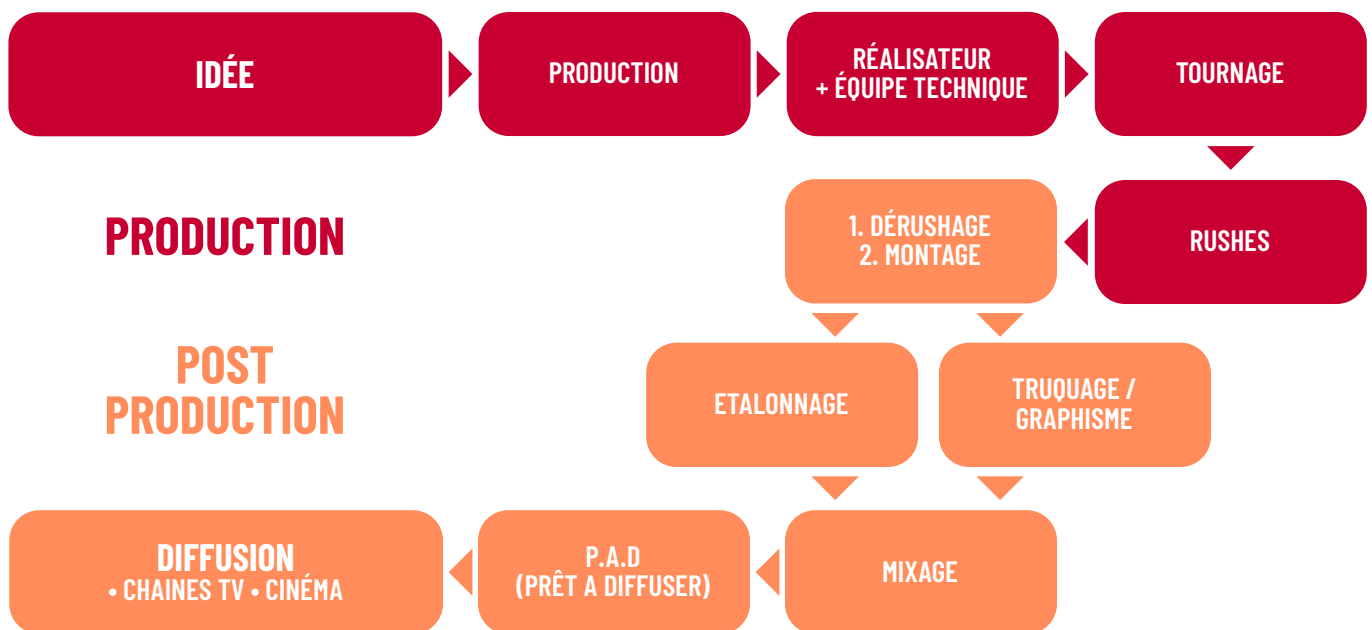 IDÉE
PRODUCTION
RÉALISATEUR
+ ÉQUIPE TECHNIQUE
TOURNAGE
PRODUCTION
1. DÉRUSHAGE
2. MONTAGE
RUSHES
POST
PRODUCTION
ETALONNAGE
TRUQUAGE /
GRAPHISME
DIFFUSION
• CHAINES TV • CINÉMA
P.A.D
(PRÊT A DIFFUSER)
MIXAGE